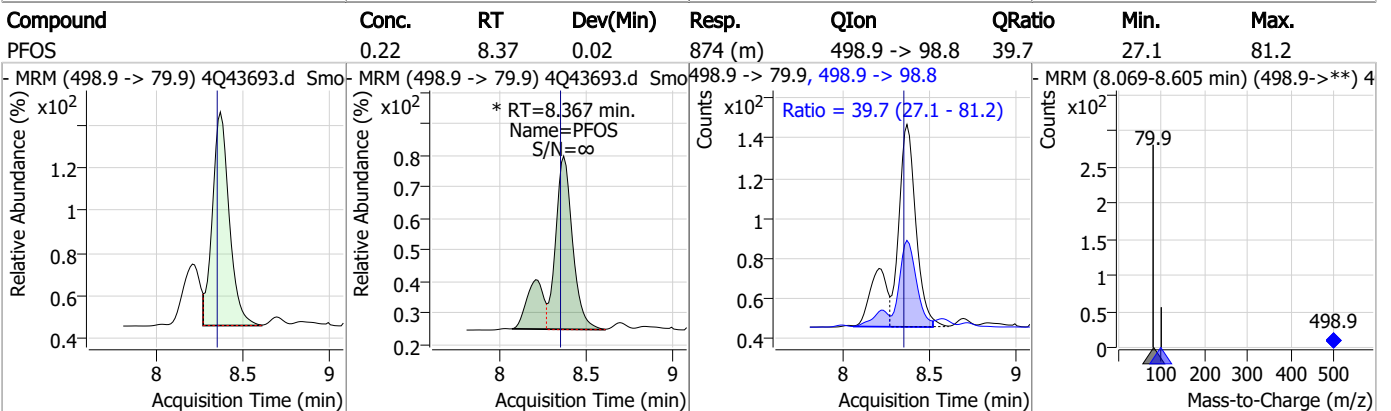 Compound Conc. RT Dev(Min) Resp. QIon QRatio Min. Max.
PFOS 0.22 8.37 0.02 874 (m) 498.9 -> 98.8 39.7 27.1 81.2
- MRM (498.9 -> 79.9) 4Q43693.d Smo
x10²
Relative Abundance (%)
1.2
1
0.8
0.6
0.4
8 8.5 9
Acquisition Time (min)
- MRM (498.9 -> 79.9) 4Q43693.d Smo
x10²
Relative Abundance (%)
* RT=8.367 min.
Name=PFOS
S/N=∞
0.8
0.7
0.6
0.5
0.4
0.3
0.2
8 8.5 9
Acquisition Time (min)
498.9 -> 79.9, 498.9 -> 98.8
x10²
Counts
Ratio = 39.7 (27.1 - 81.2)
1.4
1.2
1
0.8
0.6
0.4
8 8.5 9
Acquisition Time (min)
- MRM (8.069-8.605 min) (498.9->**) 4
x10²
Counts
79.9
2.5
2
1.5
1
0.5
0
498.9
100 200 300 400 500
Mass-to-Charge (m/z)